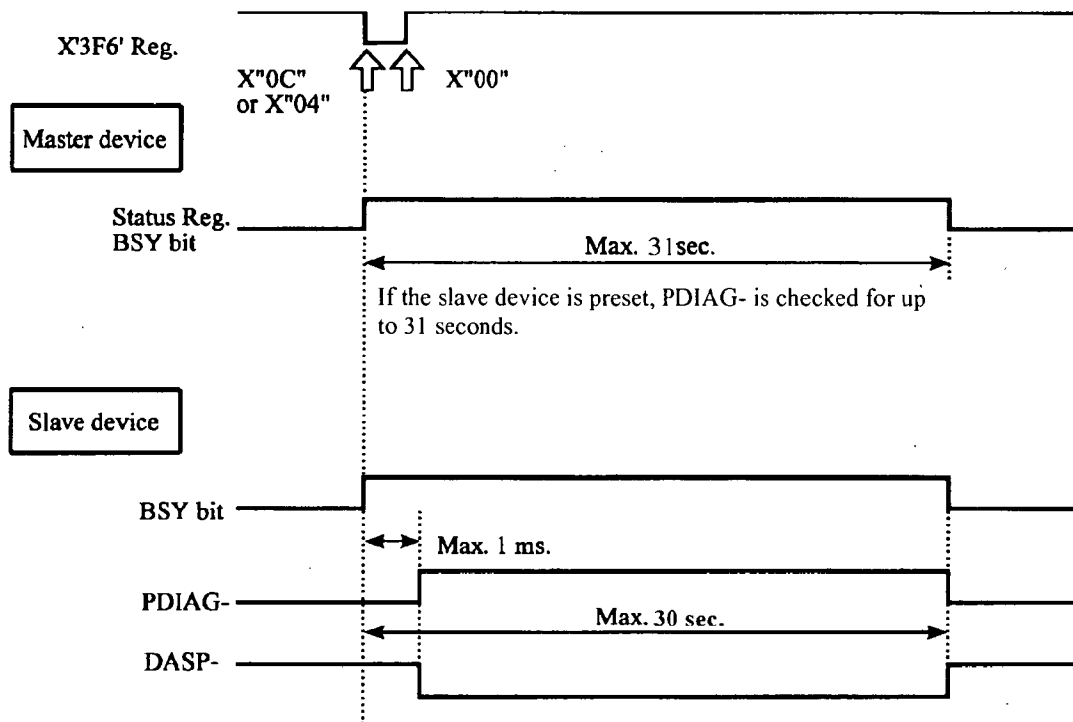 X'3F6' Reg.
X"0C"
or X"04"
X"00"
Master device
Status Reg.
BSY bit
Max. 31sec.
If the slave device is preset, PDIAG- is checked for up
to 31 seconds.
Slave device
BSY bit
Max. 1 ms.
PDIAG-
Max. 30 sec.
DASP-